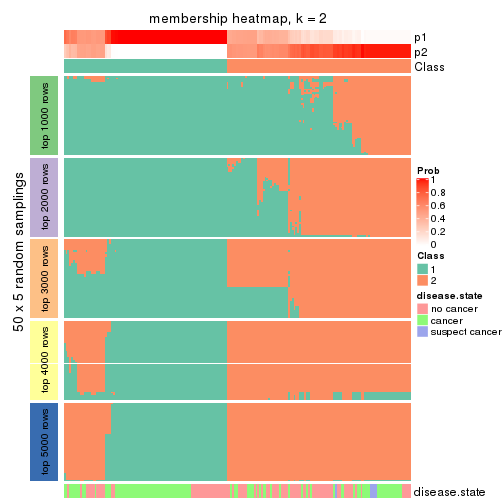 membership heatmap, k = 2
p1
p2
Class
50 x 5 random samplings
top 1000 rows
top 2000 rows
top 3000 rows
top 4000 rows
top 5000 rows
Prob
1
0.8
0.6
0.4
0.2
0
Class
1
2
disease.state
no cancer
cancer
suspect cancer
disease.state